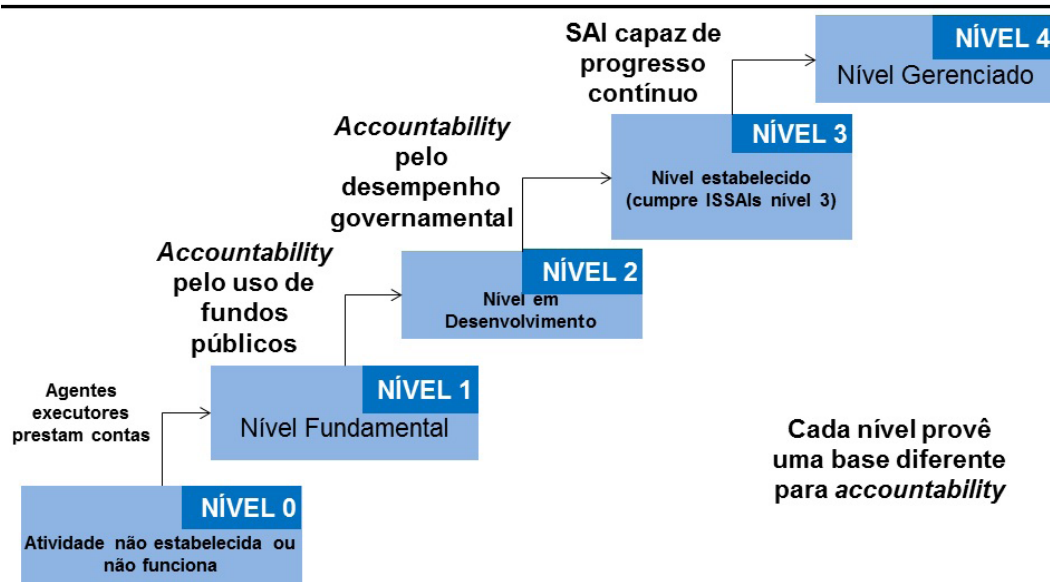 SAI capaz de
progresso
contínuo
NÍVEL 4
Nível Gerenciado
Accountability
pelo
desempenho
governamental
NÍVEL 3
Nível estabelecido
(cumpre ISSAIs nível 3)
Accountability
pelo uso de
fundos
públicos
NÍVEL 2
Nível em
Desenvolvimento
Agentes
executores
prestam contas
NÍVEL 1
Nível Fundamental
Cada nível provê
uma base diferente
para accountability
NÍVEL 0
Atividade não estabelecida ou
não funciona